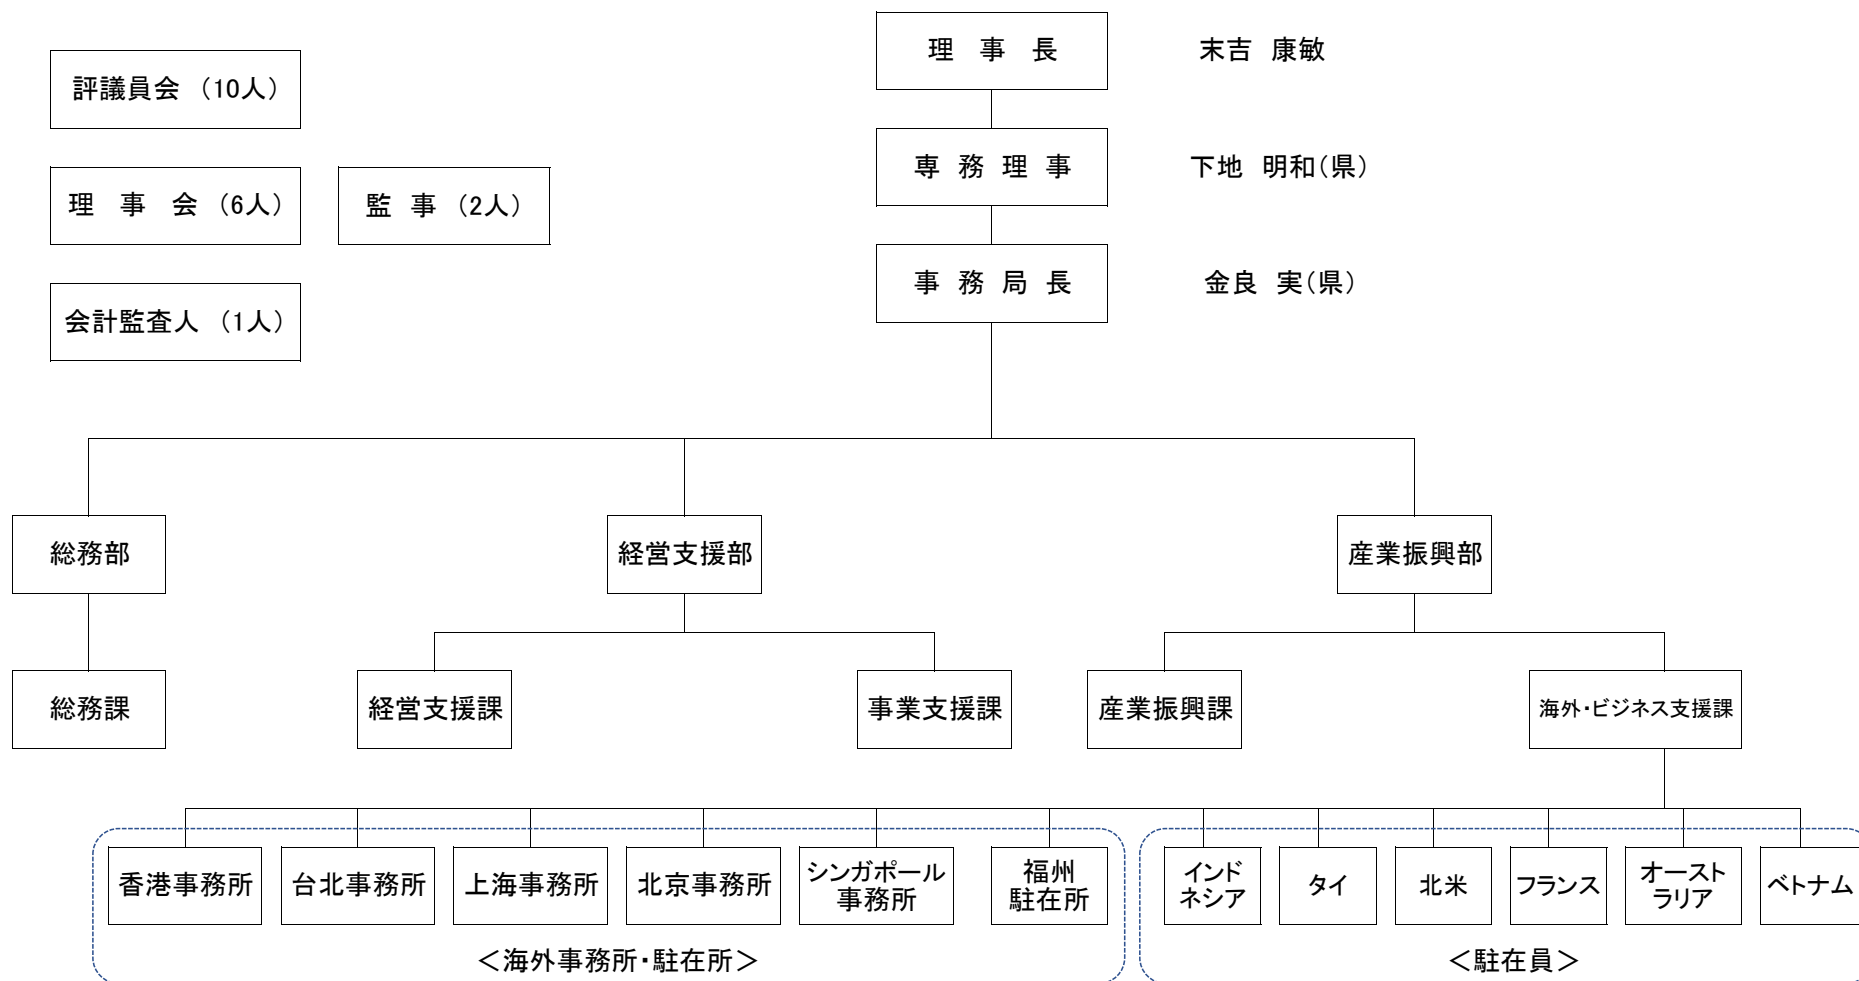 理　事　長
末吉　康敏
評議員会 （10人）
専　務　理　事
下地　明和（県）
理　事　会 （6人）
監　事 （2人）
事　務　局　長
金良　実（県）
会計監査人 （1人）
総務部
経営支援部
産業振興部
総務課
経営支援課
事業支援課
産業振興課
海外・ビジネス支援課
香港事務所
台北事務所
上海事務所
北京事務所
シンガポール
事務所
福州
駐在所
インド
ネシア
タイ
北米
フランス
オースト
ラリア
ベトナム
＜海外事務所・駐在所＞
＜駐在員＞